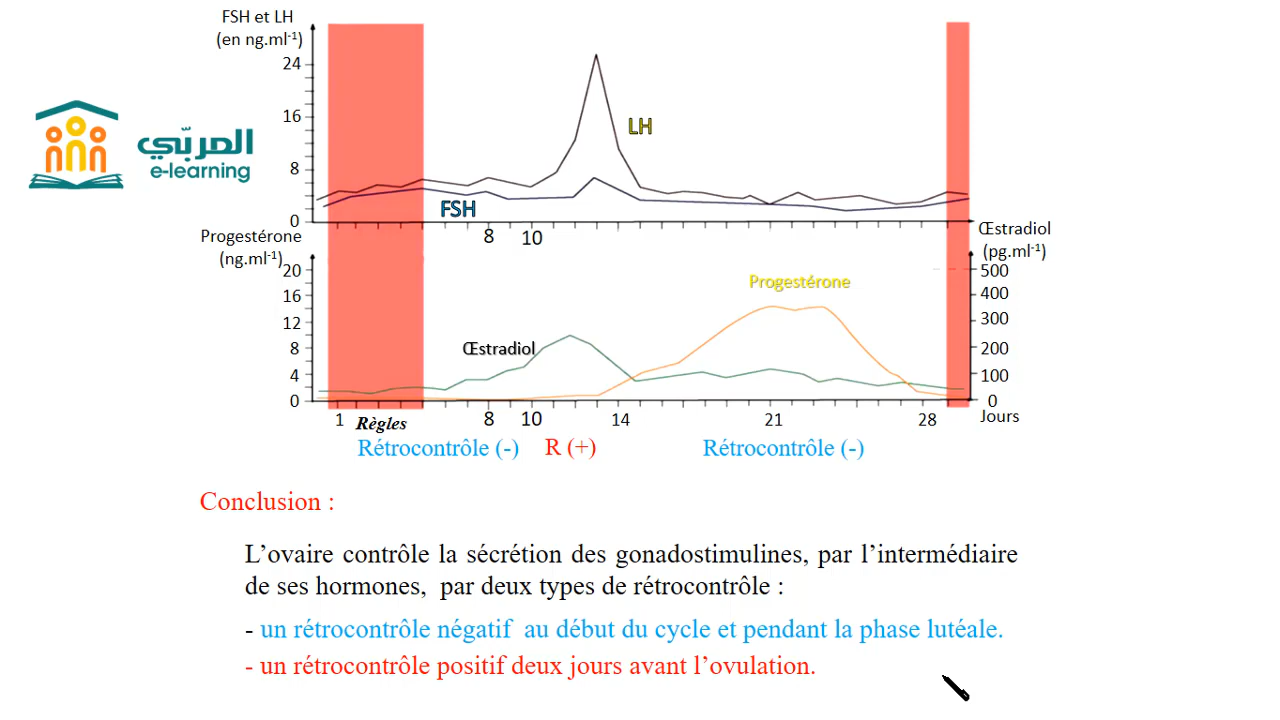 FSH et LH
(en ng.ml-1)
24
16
8
0
LH
FSH
8 10
المربّي
e-learning
Progestérone
(ng.ml-1)
20
16
12
8
4
0
Œstradiol
(pg.ml-1)
500
400
300
200
100
0
Progestérone
Œstradiol
1 Règles 8 10 14 21 28 Jours
Rétrocontrôle (-) R (+) Rétrocontrôle (-)
Conclusion :
L’ovaire contrôle la sécrétion des gonadostimulines, par l’intermédiaire
de ses hormones, par deux types de rétrocontrôle :
- un rétrocontrôle négatif au début du cycle et pendant la phase lutéale.
- un rétrocontrôle positif deux jours avant l’ovulation.